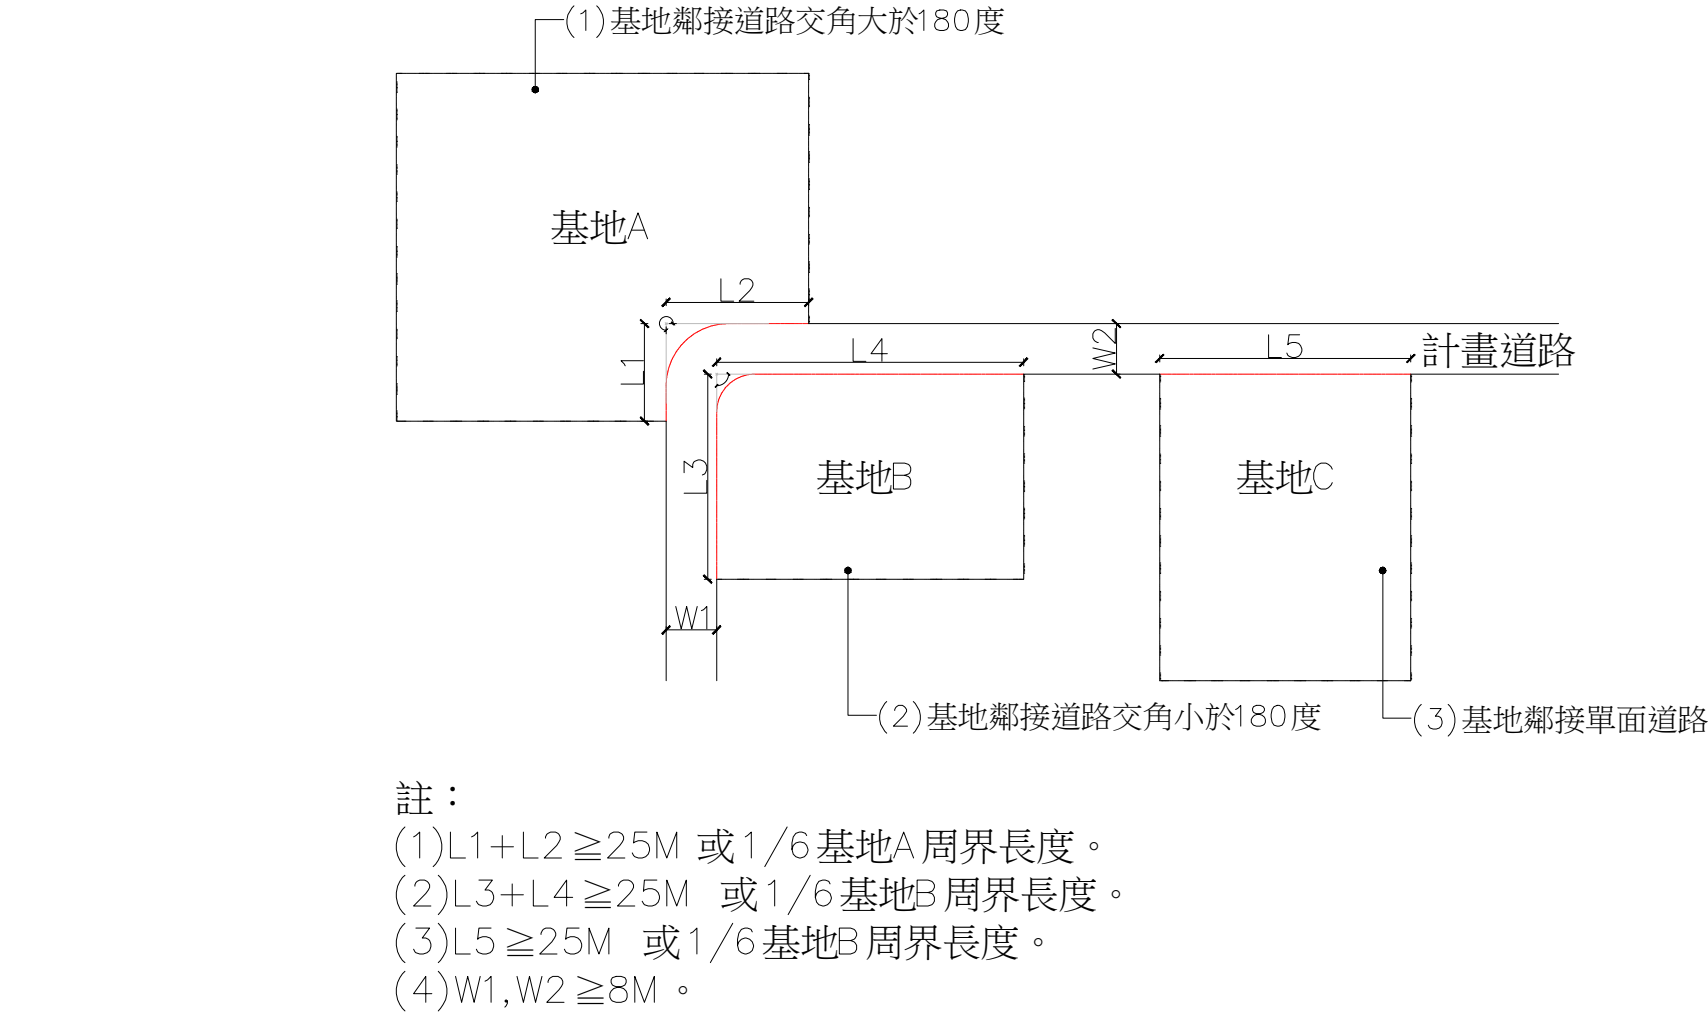 (1)基地鄰接道路交角大於180度
基地A
L2
L1
L4
W2
L5
計畫道路
L3
基地B
基地C
W1
(2)基地鄰接道路交角小於180度
(3)基地鄰接單面道路
註：
(1)L1+L2≧25M 或1/6基地A周界長度。
(2)L3+L4≧25M 或1/6基地B周界長度。
(3)L5≧25M 或1/6基地B周界長度。
(4)W1,W2≧8M。